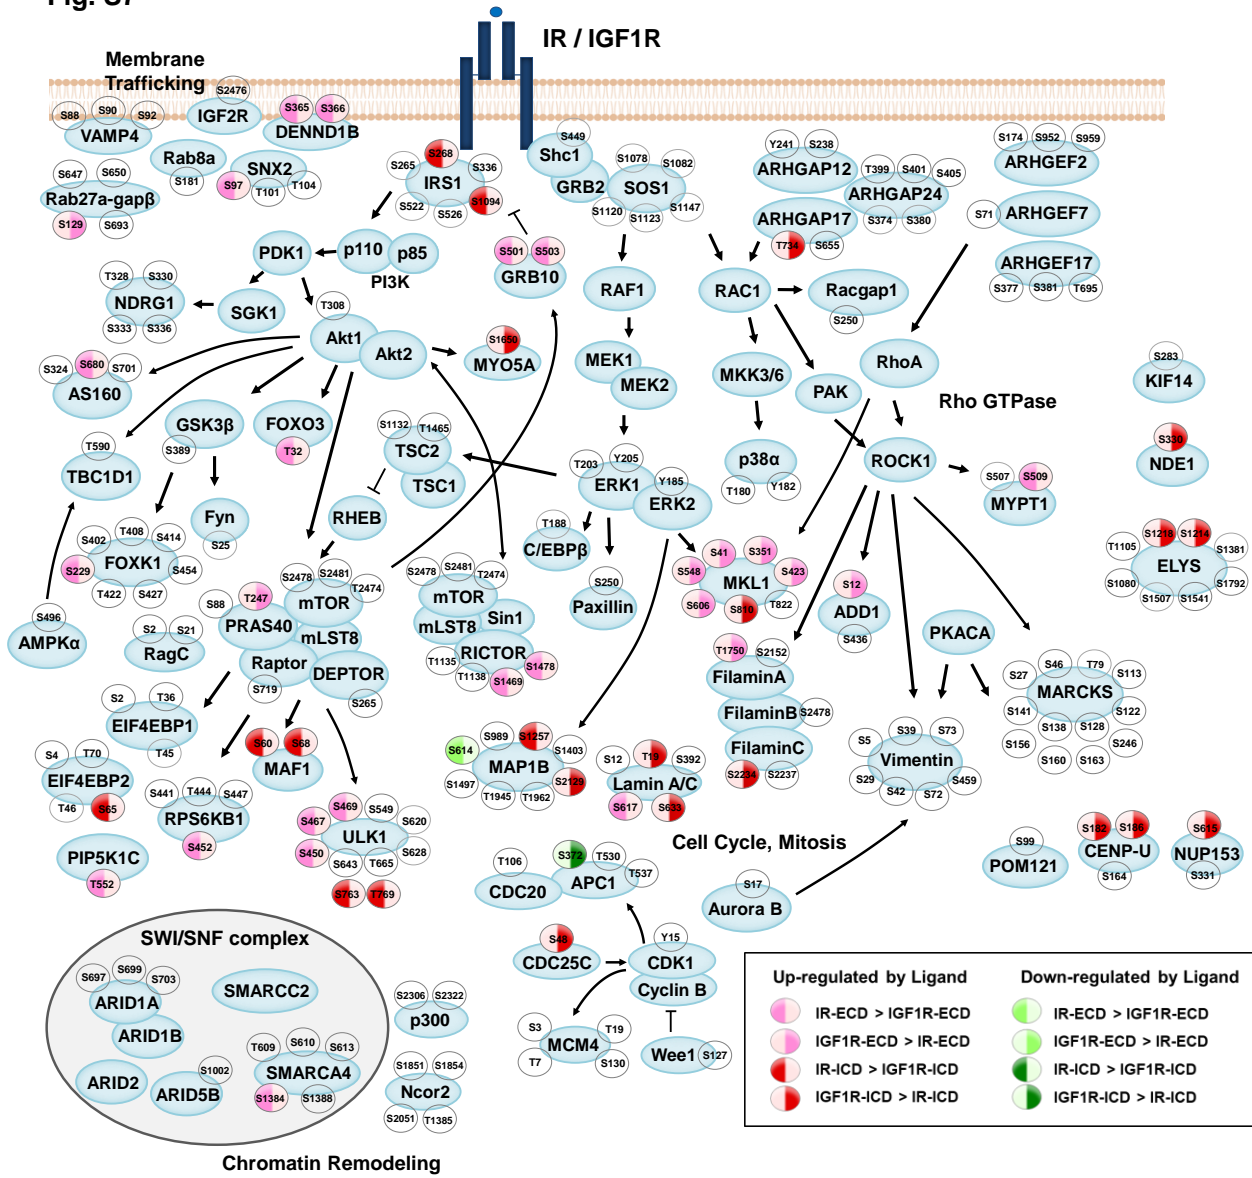 Fig. S7
IR / IGF1R
Membrane
Trafficking
S88
S90
S92
VAMP4
S2476
IGF2R
S365
S366
DENND1B
Rab8a
S181
SNX2
S97
T101
T104
S647
S650
Rab27a-gapβ
S129
S693
S265
S268
S336
IRS1
S1094
S522
S526
S449
Shc1
GRB2
S1078
S1082
SOS1
S1120
S1123
S1147
Y241
S238
ARHGAP12
T399
S401
S405
ARHGAP24
S374
S380
ARHGAP17
T734
S655
S174
S952
S959
ARHGEF2
S71
ARHGEF7
ARHGEF17
S377
S381
T695
PDK1
p110
p85
PI3K
S501
S503
GRB10
RAF1
RAC1
Racgap1
S250
T328
S330
NDRG1
S333
S336
SGK1
T308
Akt1
Akt2
S1650
MYO5A
MEK1
MEK2
MKK3/6
PAK
RhoA
Rho GTPase
S283
KIF14
S324
S680
S701
AS160
GSK3β
S389
FOXO3
T32
S1132
T1465
TSC2
TSC1
T203
Y205
ERK1
Y185
ERK2
p38α
T180
Y182
ROCK1
S507
S509
MYPT1
S330
NDE1
T590
TBC1D1
Fyn
S25
RHEB
T188
C/EBPβ
S250
Paxillin
S41
S351
S548
S423
MKL1
S606
S810
T822
S12
ADD1
S436
PKACA
T1105
S1218
S1214
S1381
ELYS
S1080
S1792
S1507
S1541
S402
T408
S414
S229
FOXK1
S454
T422
S427
S496
AMPKα
S2
S21
RagC
S88
T247
PRAS40
S2478
S2481
T2474
mTOR
mLST8
Raptor
S719
DEPTOR
S265
S2478
S2481
T2474
mTOR
mLST8
Sin1
RICTOR
T1135
T1138
S1469
S1478
T1750
S2152
FilaminA
FilaminB
S2478
FilaminC
S2234
S2237
S27
S46
T79
S113
MARCKS
S141
S138
S128
S122
S156
S160
S163
S246
S2
T36
EIF4EBP1
T45
S4
T70
EIF4EBP2
T46
S65
S60
S68
MAF1
S441
T444
S447
RPS6KB1
S452
PIP5K1C
T552
S467
S469
S549
S620
ULK1
S450
S643
T665
S628
S763
T769
S614
S989
S1257
S1403
MAP1B
S2129
S1497
T1945
T1962
S12
T19
S392
Lamin A/C
S617
S633
S5
S39
S73
Vimentin
S29
S42
S72
S459
Cell Cycle, Mitosis
T106
CDC20
S372
T530
T537
APC1
S17
Aurora B
S99
POM121
S182
S186
CENP-U
S164
S615
NUP153
S331
S48
CDC25C
Y15
CDK1
Cyclin B
S3
T19
MCM4
T7
S130
Wee1
S127
SWI/SNF complex
S697
S699
S703
ARID1A
ARID1B
SMARCC2
ARID2
S1002
ARID5B
T609
S610
S613
SMARCA4
S1384
S1388
S2306
S2322
p300
S1851
S1854
Ncor2
S2051
T1385
Chromatin Remodeling
Up-regulated by Ligand
IR-ECD > IGF1R-ECD
IGF1R-ECD > IR-ECD
IR-ICD > IGF1R-ICD
IGF1R-ICD > IR-ICD
Down-regulated by Ligand
IR-ECD > IGF1R-ECD
IGF1R-ECD > IR-ECD
IR-ICD > IGF1R-ICD
IGF1R-ICD > IR-ICD